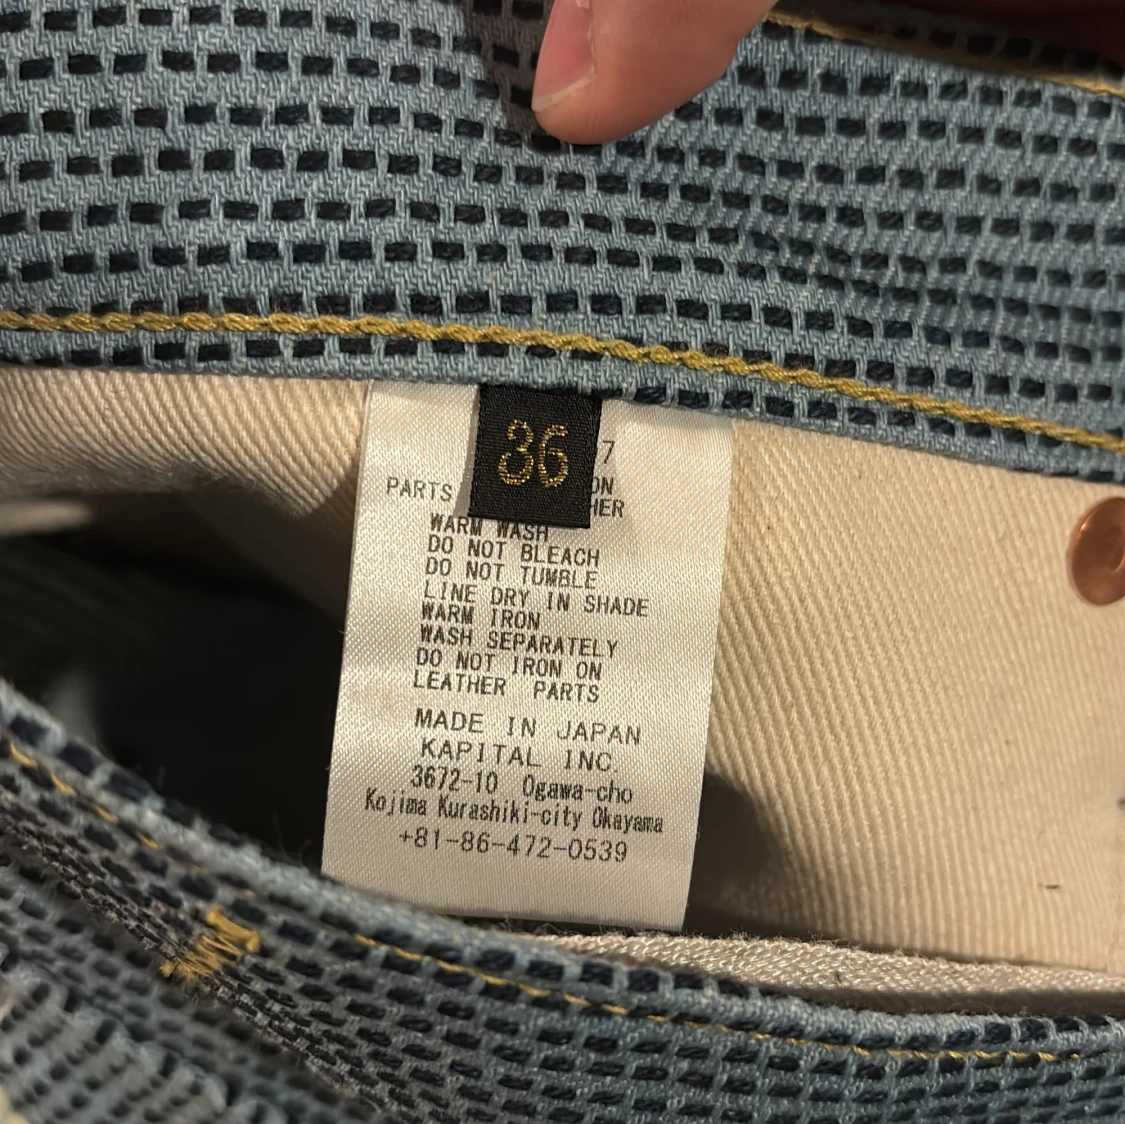 36
7
PARTS
WARM WASH
DO NOT BLEACH
DO NOT TUMBLE
LINE DRY IN SHADE
WARM IRON
WASH SEPARATELY
DO NOT IRON ON
LEATHER PARTS
MADE IN JAPAN
KAPITAL INC.
3672-10 Ogawa-cho
Kojima Kurashiki-city Okayama
+81-86-472-0539